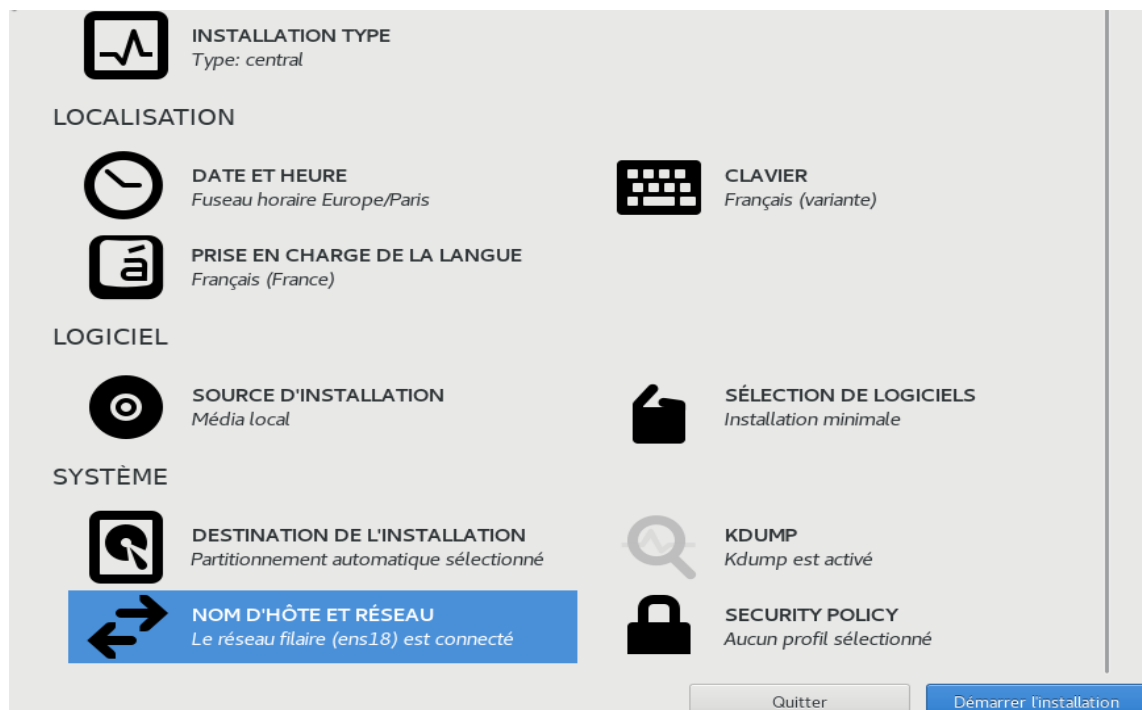 INSTALLATION TYPE
Type: central
LOCALISATION
DATE ET HEURE
Fuseau horaire Europe/Paris
CLAVIER
Français (variante)
PRISE EN CHARGE DE LA LANGUE
Français (France)
LOGICIEL
SOURCE D'INSTALLATION
Média local
SÉLECTION DE LOGICIELS
Installation minimale
SYSTÈME
DESTINATION DE L'INSTALLATION
Partitionnement automatique sélectionné
KDUMP
Kdump est activé
NOM D'HÔTE ET RÉSEAU
Le réseau filaire (ens18) est connecté
SECURITY POLICY
Aucun profil sélectionné
Quitter
Démarrer l'installation